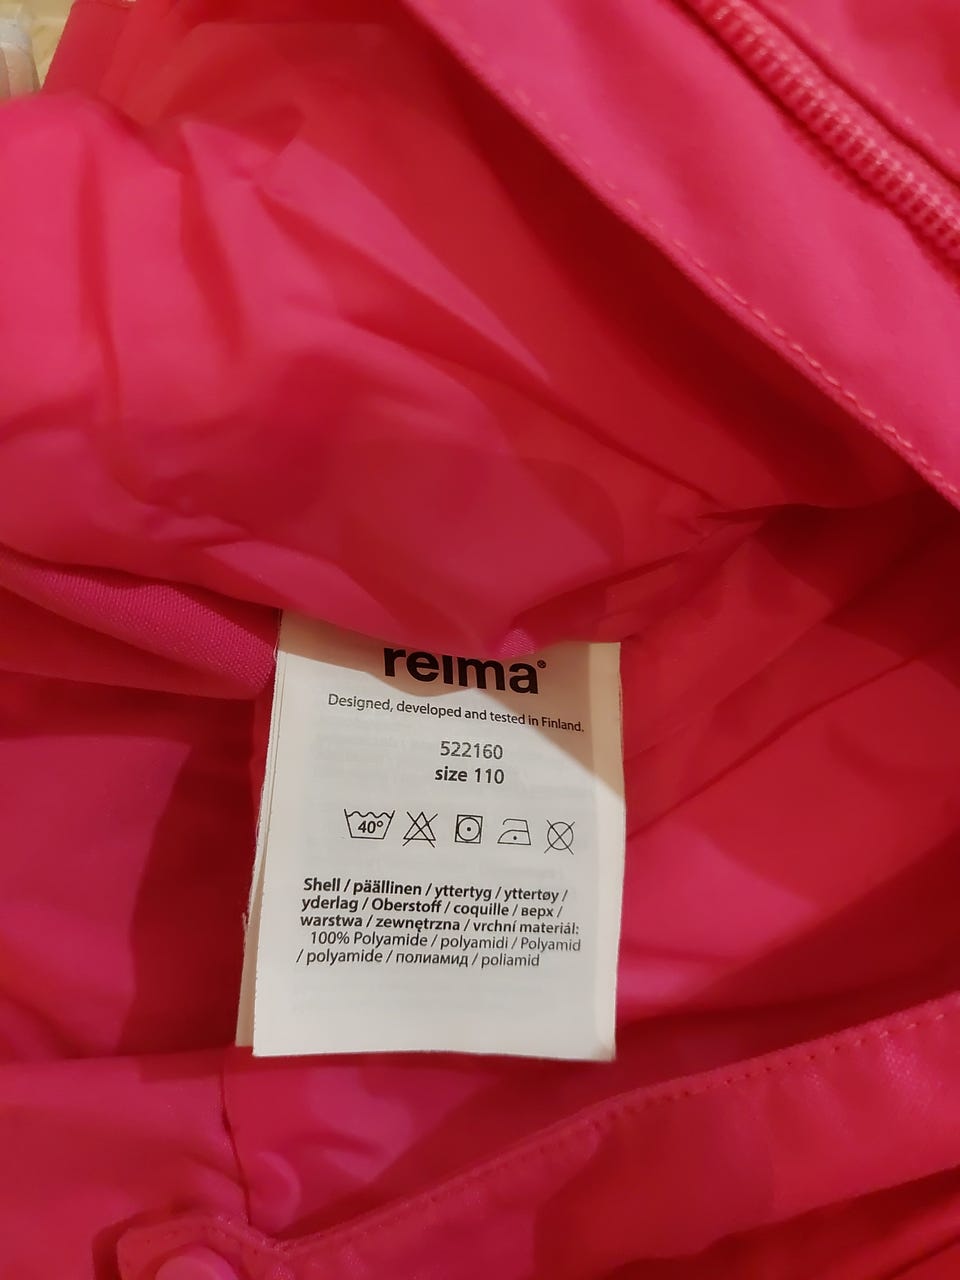 reima®
Designed, developed and tested in Finland.
522160
size 110
40°
Shell / päällinen / yttertyg / yttertøy /
yderlag / Oberstoff / coquille / верх /
warstwa / zewnętrzna / vrchní materiál:
100% Polyamide / polyamidi / Polyamid
/ polyamide / полиамид / poliamid